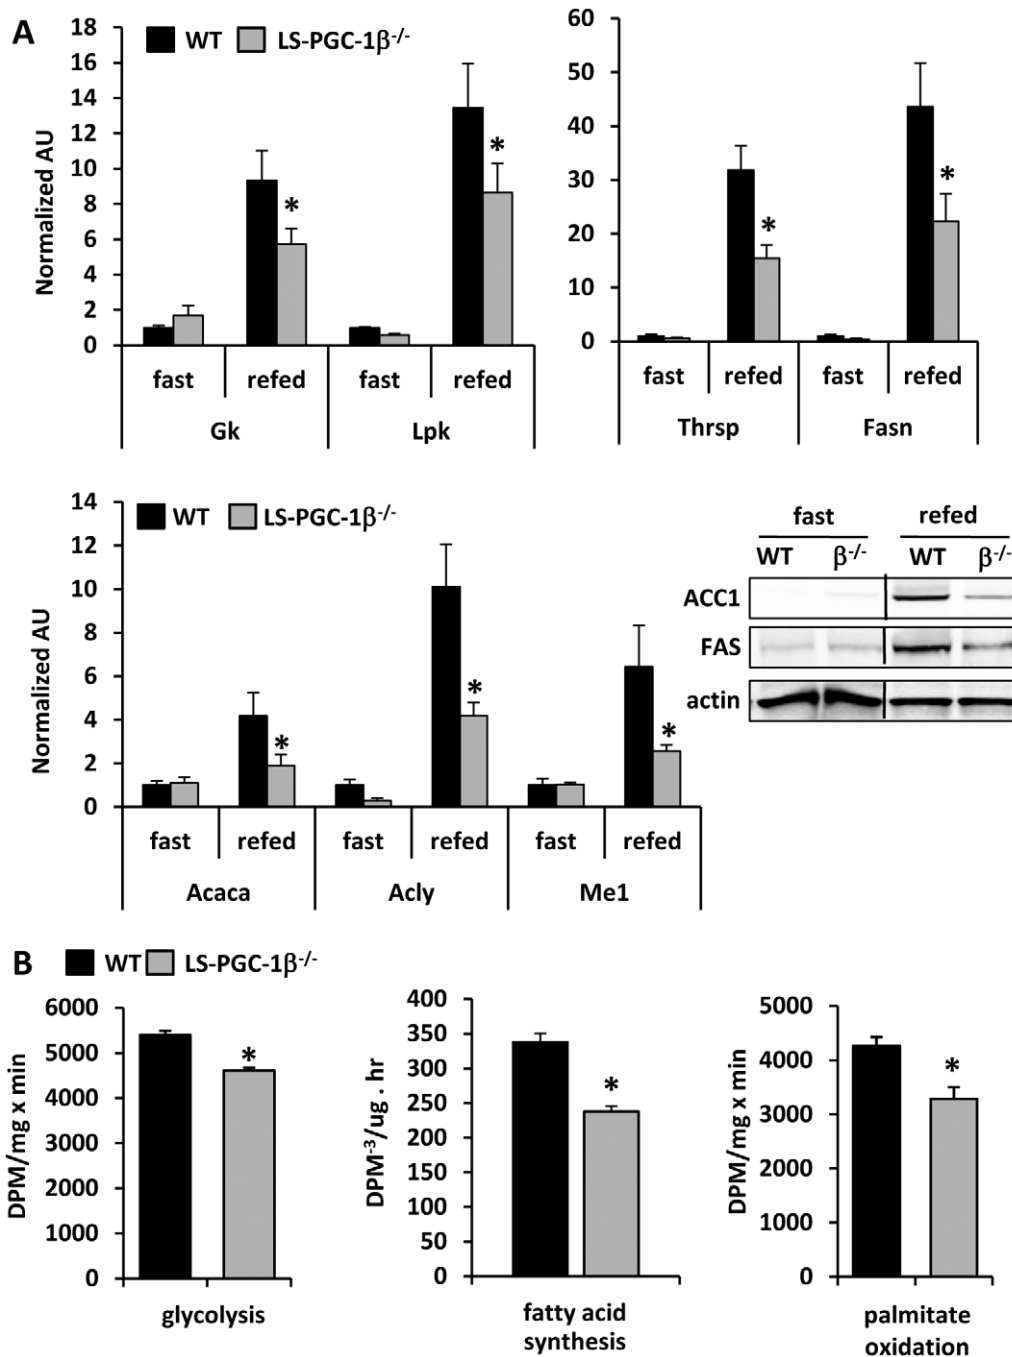 A
WT LS-PGC-1β-/-
Normalized AU
18
16
14
12
10
8
6
4
2
0
* *
fast refed fast refed
Gk Lpk
60
50
40
30
20
10
0
* *
fast refed fast refed
Thrsp Fasn
WT LS-PGC-1β-/-
Normalized AU
14
12
10
8
6
4
2
0
* * *
fast refed fast refed fast refed
Acaca Acly Me1
fast refed
WT β-/- WT β-/-
ACC1
FAS
actin
B
WT LS-PGC-1β-/-
DPM/mg x min
6000
5000
4000
3000
2000
1000
0
*
glycolysis
DPM-3/ug . hr
400
350
300
250
200
150
100
50
0
*
fatty acid
synthesis
DPM/mg x min
5000
4000
3000
2000
1000
0
*
palmitate
oxidation